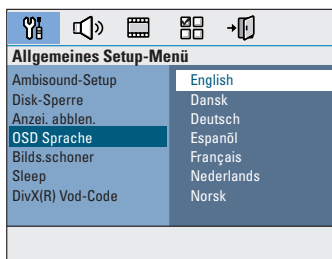 Allgemeines Setup-Menü
Ambisound-Setup
Disk-Sperre
Anzei. abblen.
OSD Sprache
Bilds.schoner
Sleep
DivX(R) Vod-Code
English
Dansk
Deutsch
Espanõl
Français
Nederlands
Norsk